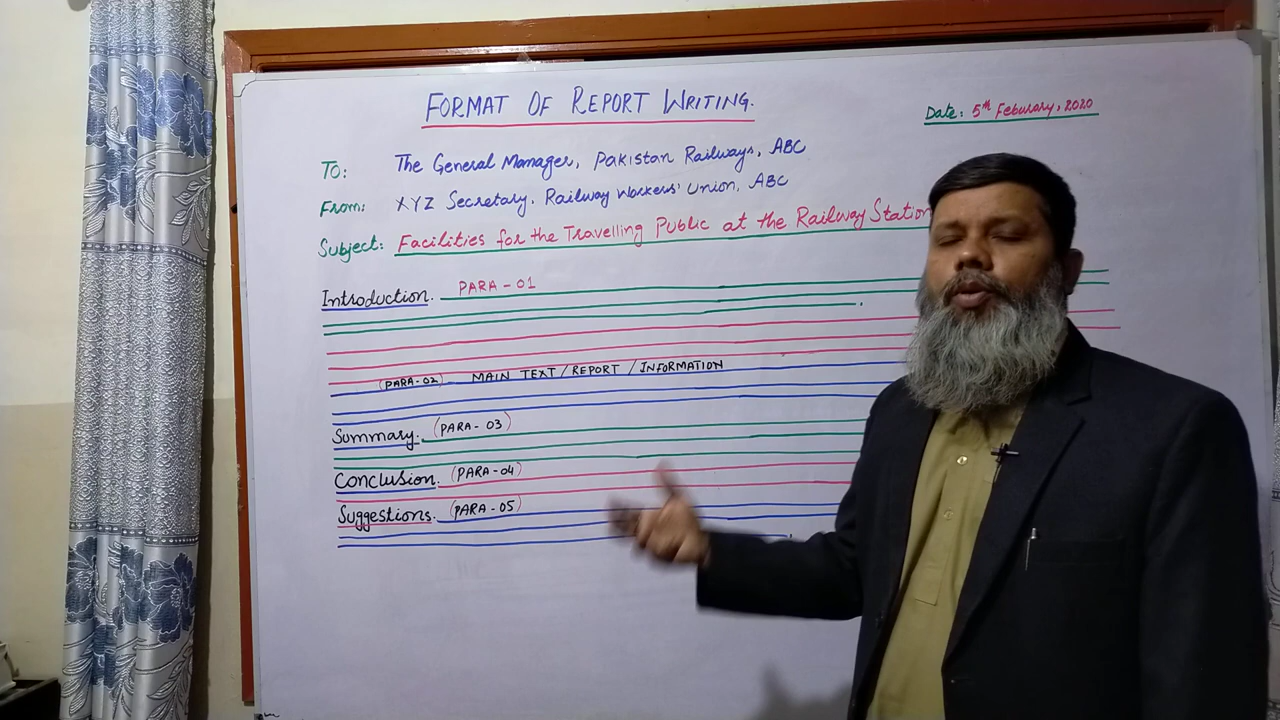 FORMAT OF REPORT WRITING.
Date: 5th Feburary, 2020
To: The General Manager, Pakistan Railways, ABC
From: XYZ Secretary, Railway Workers' Union, ABC
Subject: Facilities for the Travelling Public at the Railway Station
Introduction. PARA - 01
(PARA - 02) MAIN TEXT / REPORT / INFORMATION
Summary. (PARA - 03)
Conclusion. (PARA - 04)
Suggestions. (PARA - 05)